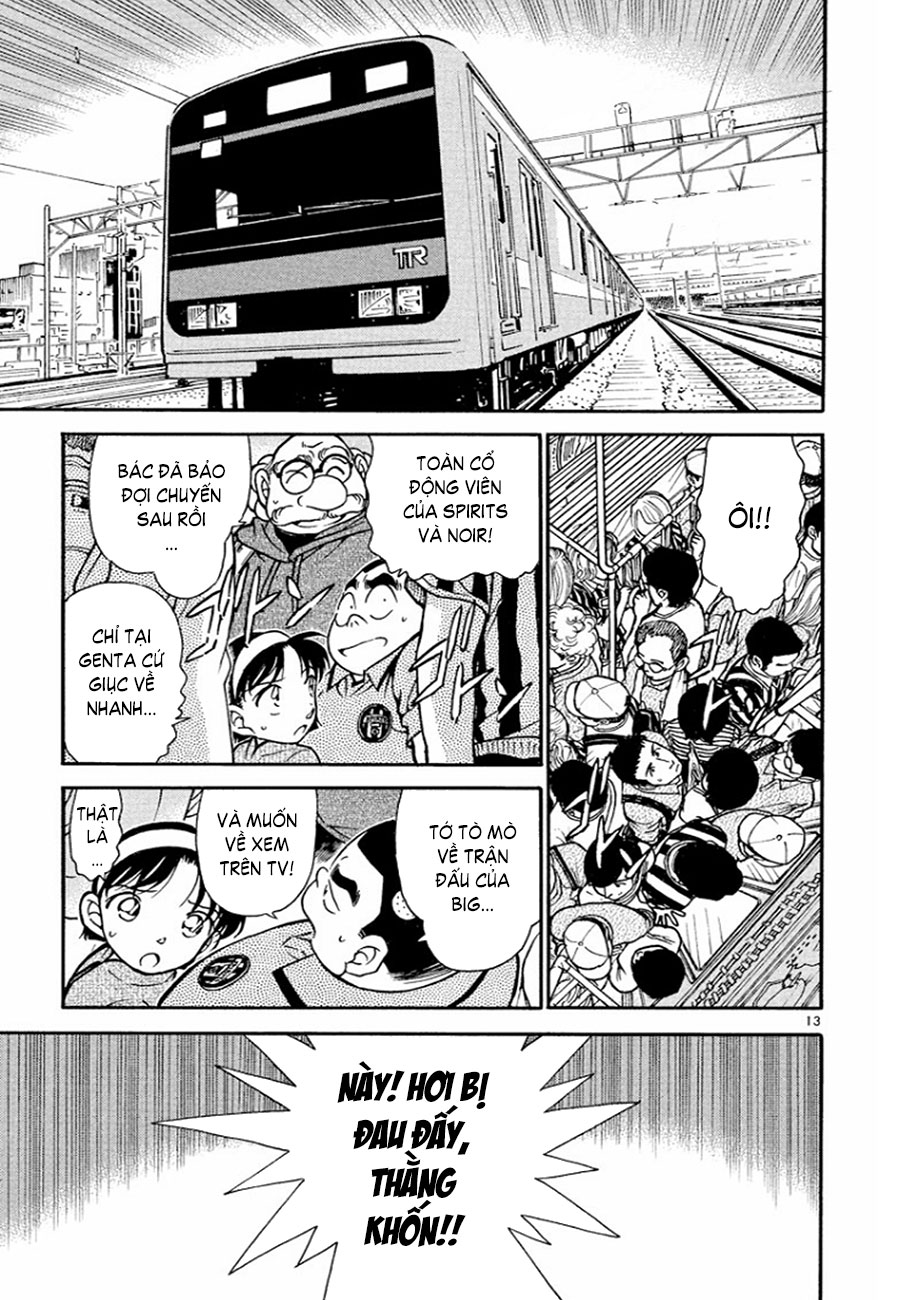 TR
ÔI!!
TOÀN CỔ
ĐỘNG VIÊN
CỦA SPIRITS
VÀ NOIR!
BÁC ĐÃ BẢO
ĐỢI CHUYẾN
SAU RỒI
...
CHỈ TẠI
GENTA CỨ
GIỤC VỀ
NHANH...
TỚ TÒ MÒ
VỀ TRẬN
ĐẤU CỦA
BIG...
VÀ MUỐN
VỀ XEM
TRÊN TV!
THẬT
LÀ
...
13
NÀY! HƠI BỊ
ĐAU ĐẤY,
THẰNG
KHỐN!!